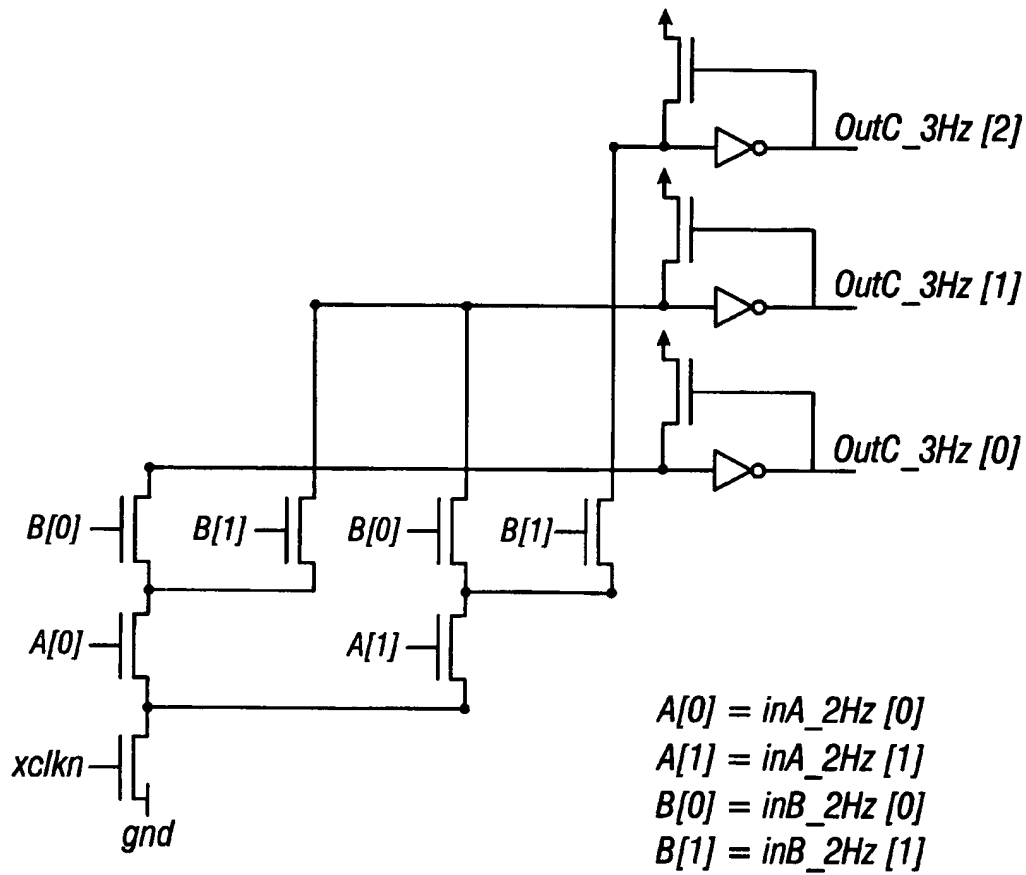 OutC_3Hz [2]
OutC_3Hz [1]
OutC_3Hz [0]
B[0]
B[1]
B[0]
B[1]
A[0]
A[1]
xclkn
gnd
A[0] = inA_2Hz [0]
A[1] = inA_2Hz [1]
B[0] = inB_2Hz [0]
B[1] = inB_2Hz [1]